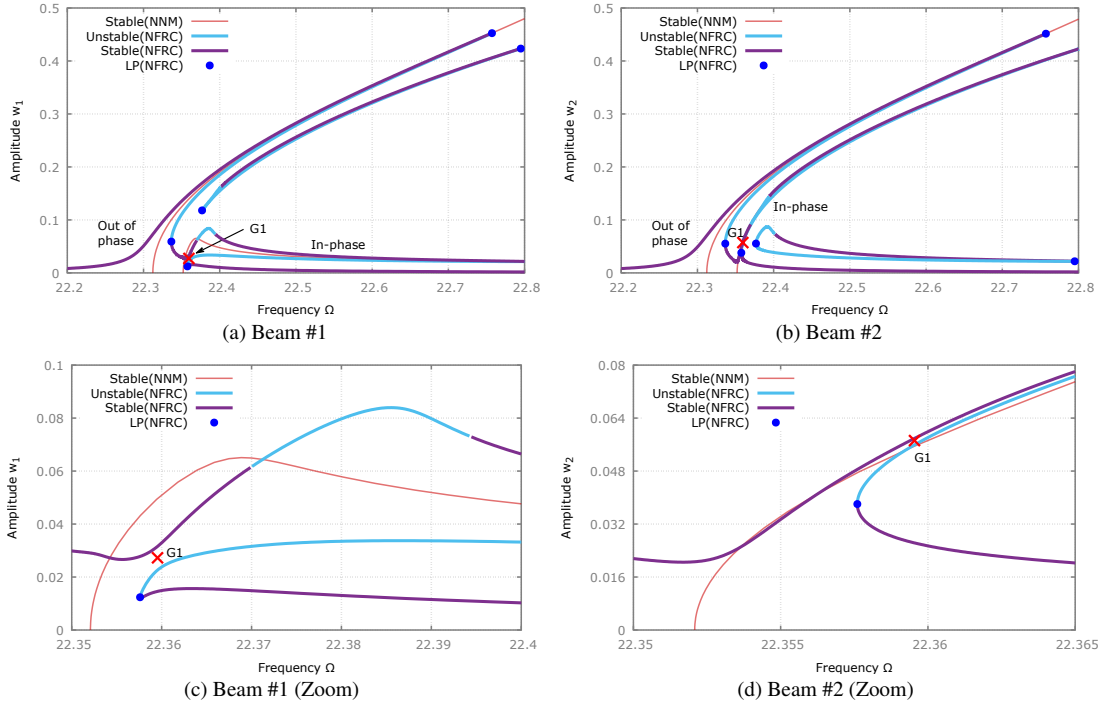 Stable(NNM)
Unstable(NFRC)
Stable(NFRC)
LP(NFRC)
Out of
phase
G1
In-phase
Amplitude w1
0
0.1
0.2
0.3
0.4
0.5
22.2
22.3
22.4
22.5
22.6
22.7
22.8
Frequency Ω
(a) Beam #1
Stable(NNM)
Unstable(NFRC)
Stable(NFRC)
LP(NFRC)
In-phase
Out of
phase
G1
Amplitude w2
0
0.1
0.2
0.3
0.4
0.5
22.2
22.3
22.4
22.5
22.6
22.7
22.8
Frequency Ω
(b) Beam #2
Stable(NNM)
Unstable(NFRC)
Stable(NFRC)
LP(NFRC)
G1
Amplitude w1
0
0.02
0.04
0.06
0.08
0.1
22.35
22.36
22.37
22.38
22.39
22.4
Frequency Ω
(c) Beam #1 (Zoom)
Stable(NNM)
Unstable(NFRC)
Stable(NFRC)
LP(NFRC)
G1
Amplitude w2
0
0.016
0.032
0.048
0.064
0.08
22.35
22.355
22.36
22.365
Frequency Ω
(d) Beam #2 (Zoom)